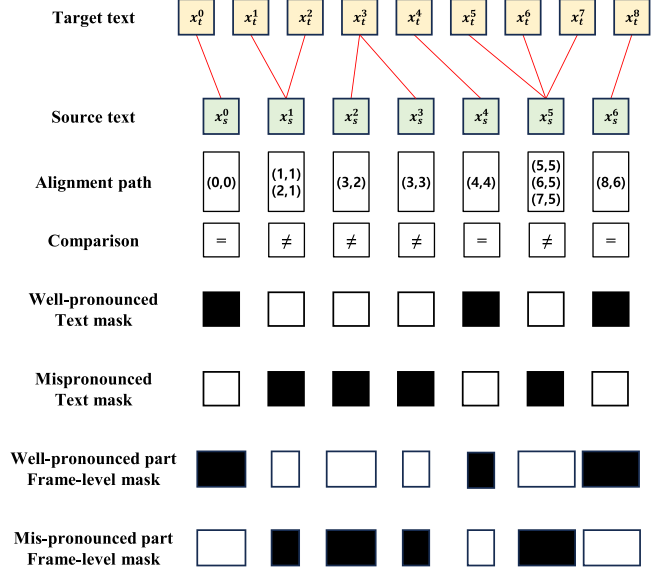 Target text
x_t^0 x_t^1 x_t^2 x_t^3 x_t^4 x_t^5 x_t^6 x_t^7 x_t^8
Source text
x_s^0 x_s^1 x_s^2 x_s^3 x_s^4 x_s^5 x_s^6
Alignment path
(0,0)
(1,1)
(2,1)
(3,2)
(3,3)
(4,4)
(5,5)
(6,5)
(7,5)
(8,6)
Comparison
= ≠ ≠ ≠ = ≠ =
Well-pronounced
Text mask
Mispronounced
Text mask
Well-pronounced part
Frame-level mask
Mis-pronounced part
Frame-level mask